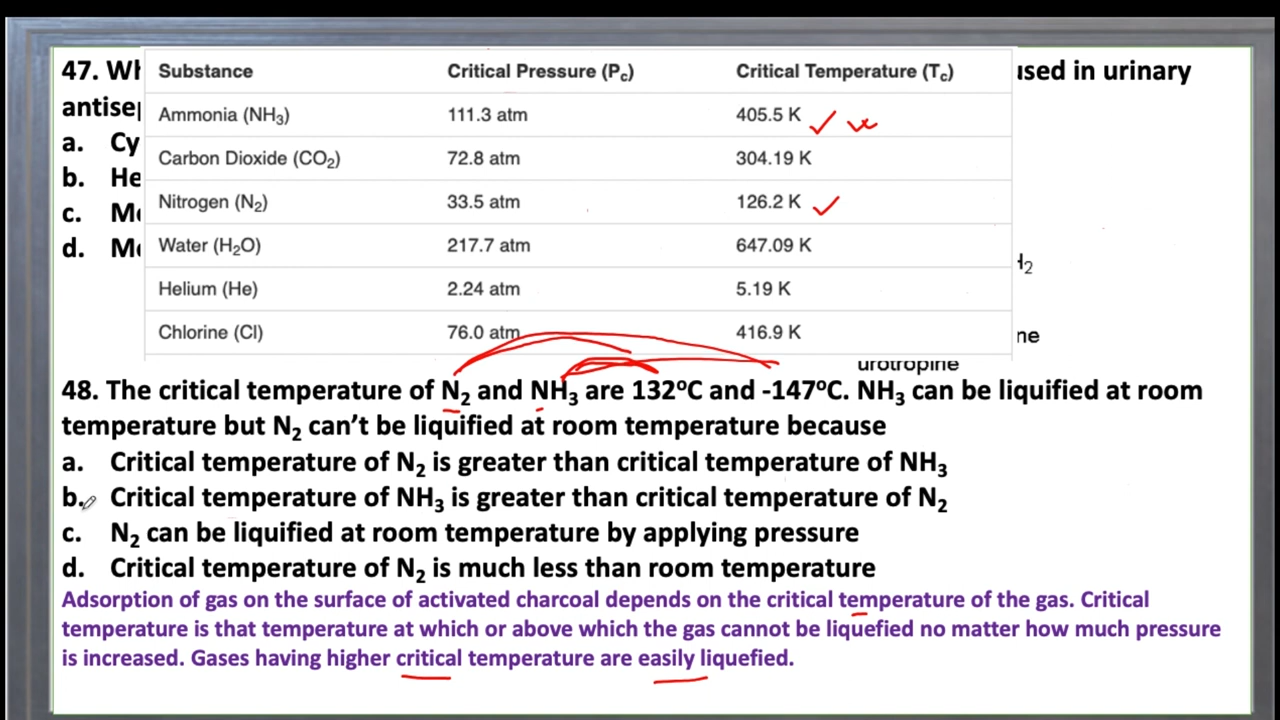 47. Wh
used in urinary
antisep
a. Cy
b. He
c. Me
d. Me
H₂
ne
urotropine
Substance Critical Pressure (Pc) Critical Temperature (Tc)
Ammonia (NH₃) 111.3 atm 405.5 K
Carbon Dioxide (CO₂) 72.8 atm 304.19 K
Nitrogen (N₂) 33.5 atm 126.2 K
Water (H₂O) 217.7 atm 647.09 K
Helium (He) 2.24 atm 5.19 K
Chlorine (Cl) 76.0 atm 416.9 K
48. The critical temperature of N₂ and NH₃ are 132⁰C and -147⁰C. NH₃ can be liquified at room
temperature but N₂ can’t be liquified at room temperature because
a. Critical temperature of N₂ is greater than critical temperature of NH₃
b. Critical temperature of NH₃ is greater than critical temperature of N₂
c. N₂ can be liquified at room temperature by applying pressure
d. Critical temperature of N₂ is much less than room temperature
Adsorption of gas on the surface of activated charcoal depends on the critical temperature of the gas. Critical
temperature is that temperature at which or above which the gas cannot be liquefied no matter how much pressure
is increased. Gases having higher critical temperature are easily liquefied.